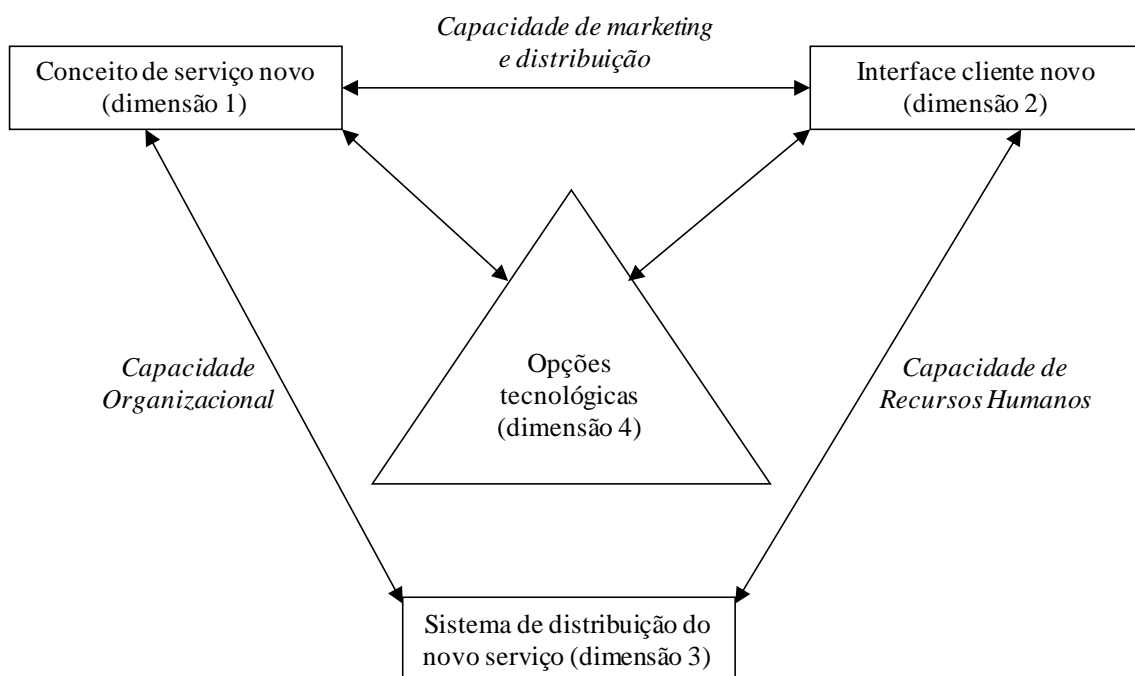 Capacidade de marketing
e distribuição
Conceito de serviço novo
(dimensão 1)
Interface cliente novo
(dimensão 2)
Capacidade
Organizacional
Opções
tecnológicas
(dimensão 4)
Capacidade de
Recursos Humanos
Sistema de distribuição do
novo serviço (dimensão 3)